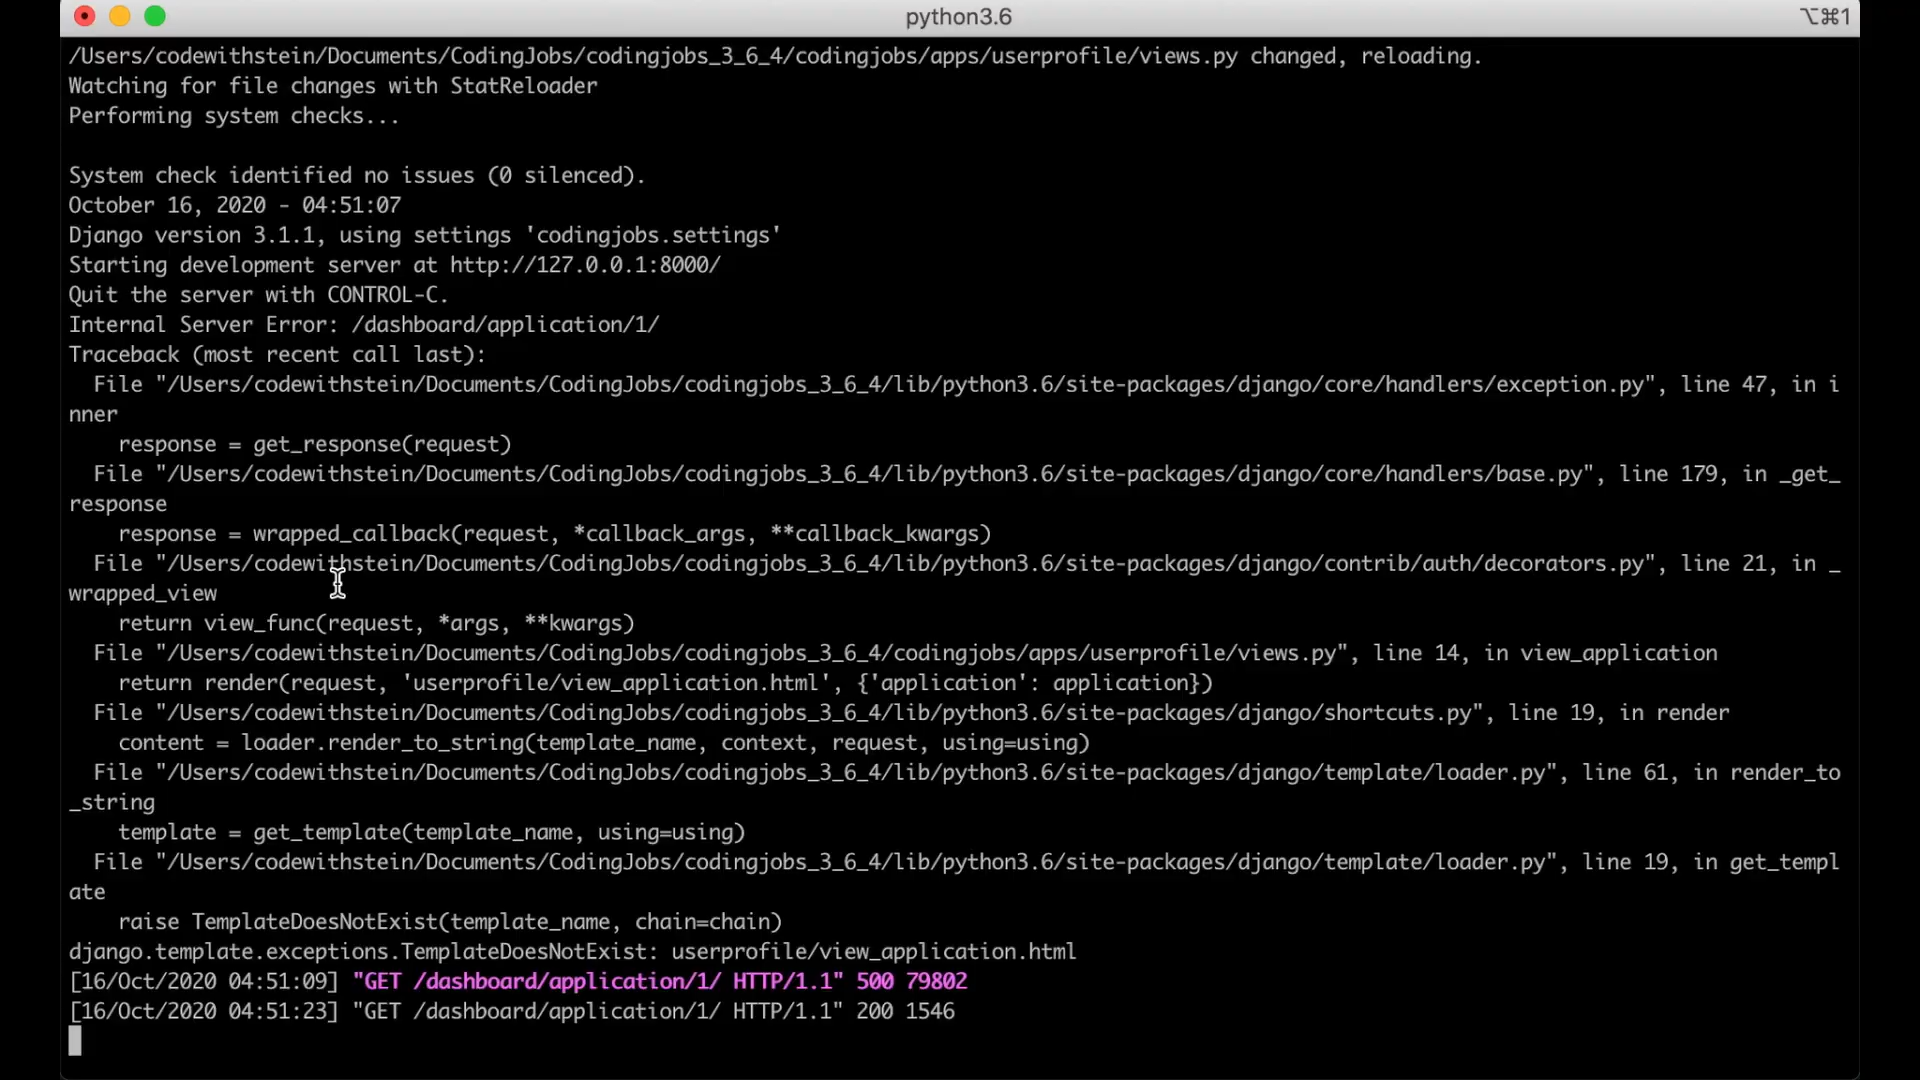 python3.6
⌥⌘1
/Users/codewithstein/Documents/CodingJobs/codingjobs_3_6_4/codingjobs/apps/userprofile/views.py changed, reloading.
Watching for file changes with StatReloader
Performing system checks...
System check identified no issues (0 silenced).
October 16, 2020 - 04:51:07
Django version 3.1.1, using settings 'codingjobs.settings'
Starting development server at http://127.0.0.1:8000/
Quit the server with CONTROL-C.
Internal Server Error: /dashboard/application/1/
Traceback (most recent call last):
  File "/Users/codewithstein/Documents/CodingJobs/codingjobs_3_6_4/lib/python3.6/site-packages/django/core/handlers/exception.py", line 47, in i
nner
    response = get_response(request)
  File "/Users/codewithstein/Documents/CodingJobs/codingjobs_3_6_4/lib/python3.6/site-packages/django/core/handlers/base.py", line 179, in _get_
response
    response = wrapped_callback(request, *callback_args, **callback_kwargs)
  File "/Users/codewithstein/Documents/CodingJobs/codingjobs_3_6_4/lib/python3.6/site-packages/django/contrib/auth/decorators.py", line 21, in _
wrapped_view
    return view_func(request, *args, **kwargs)
  File "/Users/codewithstein/Documents/CodingJobs/codingjobs_3_6_4/codingjobs/apps/userprofile/views.py", line 14, in view_application
    return render(request, 'userprofile/view_application.html', {'application': application})
  File "/Users/codewithstein/Documents/CodingJobs/codingjobs_3_6_4/lib/python3.6/site-packages/django/shortcuts.py", line 19, in render
    content = loader.render_to_string(template_name, context, request, using=using)
  File "/Users/codewithstein/Documents/CodingJobs/codingjobs_3_6_4/lib/python3.6/site-packages/django/template/loader.py", line 61, in render_to
_string
    template = get_template(template_name, using=using)
  File "/Users/codewithstein/Documents/CodingJobs/codingjobs_3_6_4/lib/python3.6/site-packages/django/template/loader.py", line 19, in get_templ
ate
    raise TemplateDoesNotExist(template_name, chain=chain)
django.template.exceptions.TemplateDoesNotExist: userprofile/view_application.html
[16/Oct/2020 04:51:09] "GET /dashboard/application/1/ HTTP/1.1" 500 79802
[16/Oct/2020 04:51:23] "GET /dashboard/application/1/ HTTP/1.1" 200 1546